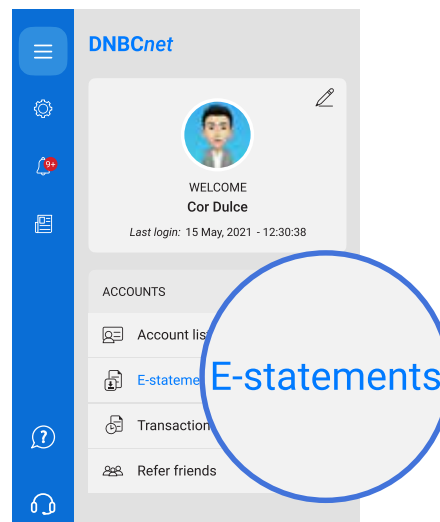 DNBCnet
9+
WELCOME
Cor Dulce
Last login: 15 May, 2021 - 12:30:38
ACCOUNTS
Account lis
E-stateme
E-statements
Transaction
Refer friends
?